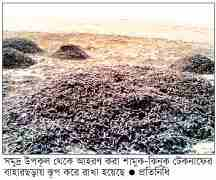 সমুদ্র উপকূল থেকে আহরণ করা শামুক-ঝিনুক টেকনাফের
বাহারছড়ায় স্তূপ করে রাখা হয়েছে ● প্রতিনিধি